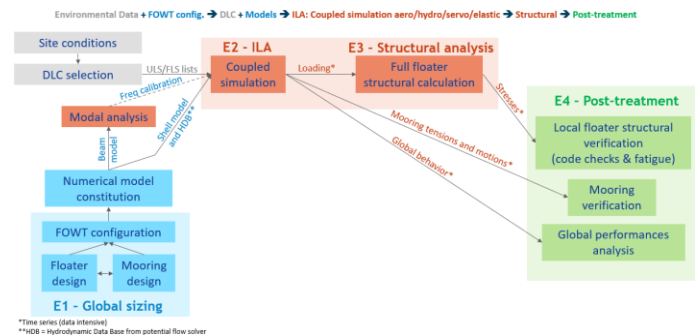 Environmental Data + FOWT config. → DLC + Models → ILA: Coupled simulation aero/hydro/servo/elastic → Structural → Post-treatment
Site conditions
DLC selection
ULS/FLS lists
Freq calibration
Modal analysis
Beam
model
Shell model
and HDB**
Numerical model
constitution
FOWT configuration
Floater
design
Mooring
design
E1 - Global sizing
E2 - ILA
Coupled
simulation
Loading*
E3 - Structural analysis
Full floater
structural calculation
Stresses*
Mooring tensions and motions*
Global behavior*
E4 - Post-treatment
Local floater structural
verification
(code checks & fatigue)
Mooring
verification
Global performances
analysis
*Time series (data intensive)
**HDB = Hydrodynamic Data Base from potential flow solver